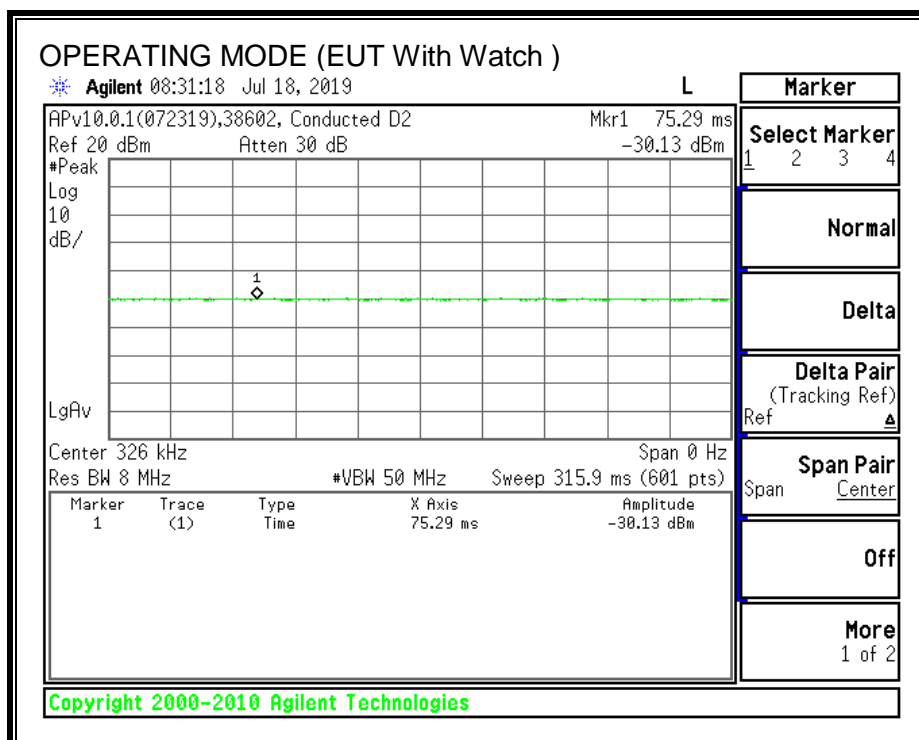 OPERATING MODE (EUT With Watch )
Agilent 08:31:18 Jul 18, 2019 L
APv10.0.1(072319),38602, Conducted D2 Mkr1 75.29 ms
Ref 20 dBm Atten 30 dB -30.13 dBm
#Peak
Log
10
dB/
1
LgAv
Center 326 kHz Span 0 Hz
Res BW 8 MHz #VBW 50 MHz Sweep 315.9 ms (601 pts)
Marker Trace Type X Axis Amplitude
1 (1) Time 75.29 ms -30.13 dBm
Marker
Select Marker
1 2 3 4
Normal
Delta
Delta Pair
(Tracking Ref)
Ref Δ
Span Pair
Span Center
Off
More
1 of 2
Copyright 2000-2010 Agilent Technologies